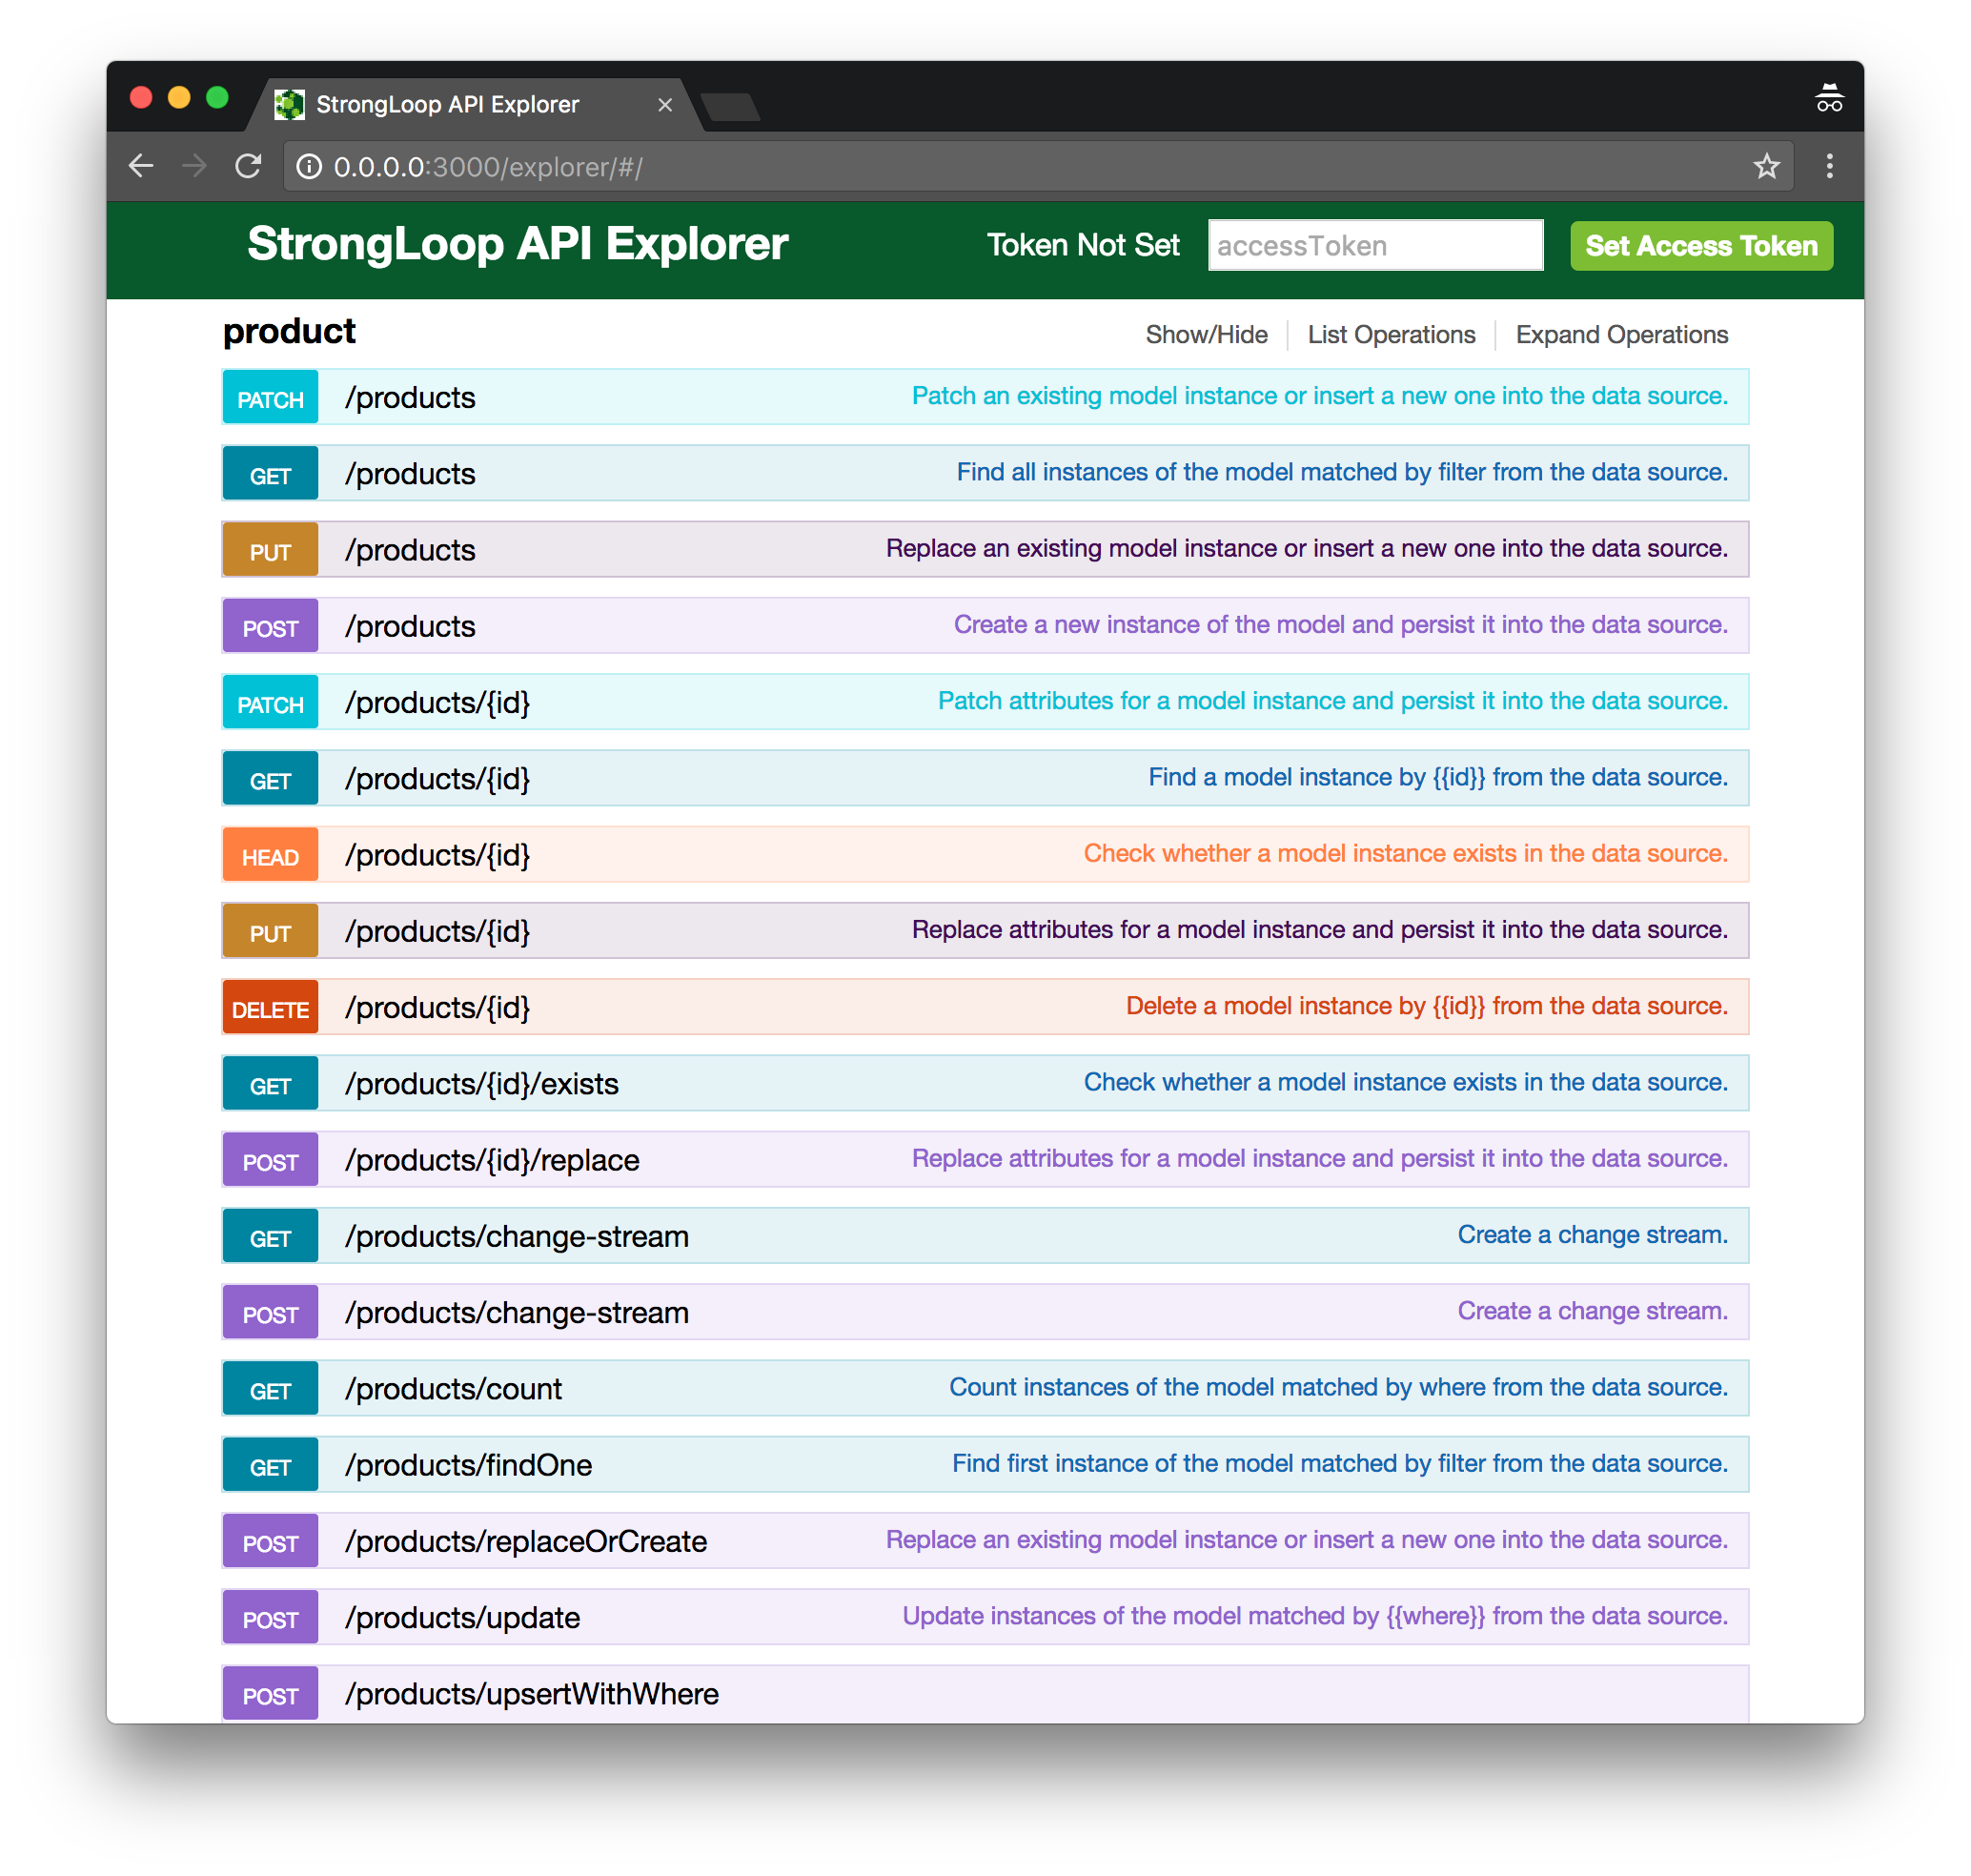 StrongLoop API Explorer
0.0.0.0:3000/explorer/#/
StrongLoop API Explorer Token Not Set accessToken Set Access Token
product Show/Hide List Operations Expand Operations
PATCH /products Patch an existing model instance or insert a new one into the data source.
GET /products Find all instances of the model matched by filter from the data source.
PUT /products Replace an existing model instance or insert a new one into the data source.
POST /products Create a new instance of the model and persist it into the data source.
PATCH /products/{id} Patch attributes for a model instance and persist it into the data source.
GET /products/{id} Find a model instance by {{id}} from the data source.
HEAD /products/{id} Check whether a model instance exists in the data source.
PUT /products/{id} Replace attributes for a model instance and persist it into the data source.
DELETE /products/{id} Delete a model instance by {{id}} from the data source.
GET /products/{id}/exists Check whether a model instance exists in the data source.
POST /products/{id}/replace Replace attributes for a model instance and persist it into the data source.
GET /products/change-stream Create a change stream.
POST /products/change-stream Create a change stream.
GET /products/count Count instances of the model matched by where from the data source.
GET /products/findOne Find first instance of the model matched by filter from the data source.
POST /products/replaceOrCreate Replace an existing model instance or insert a new one into the data source.
POST /products/update Update instances of the model matched by {{where}} from the data source.
POST /products/upsertWithWhere